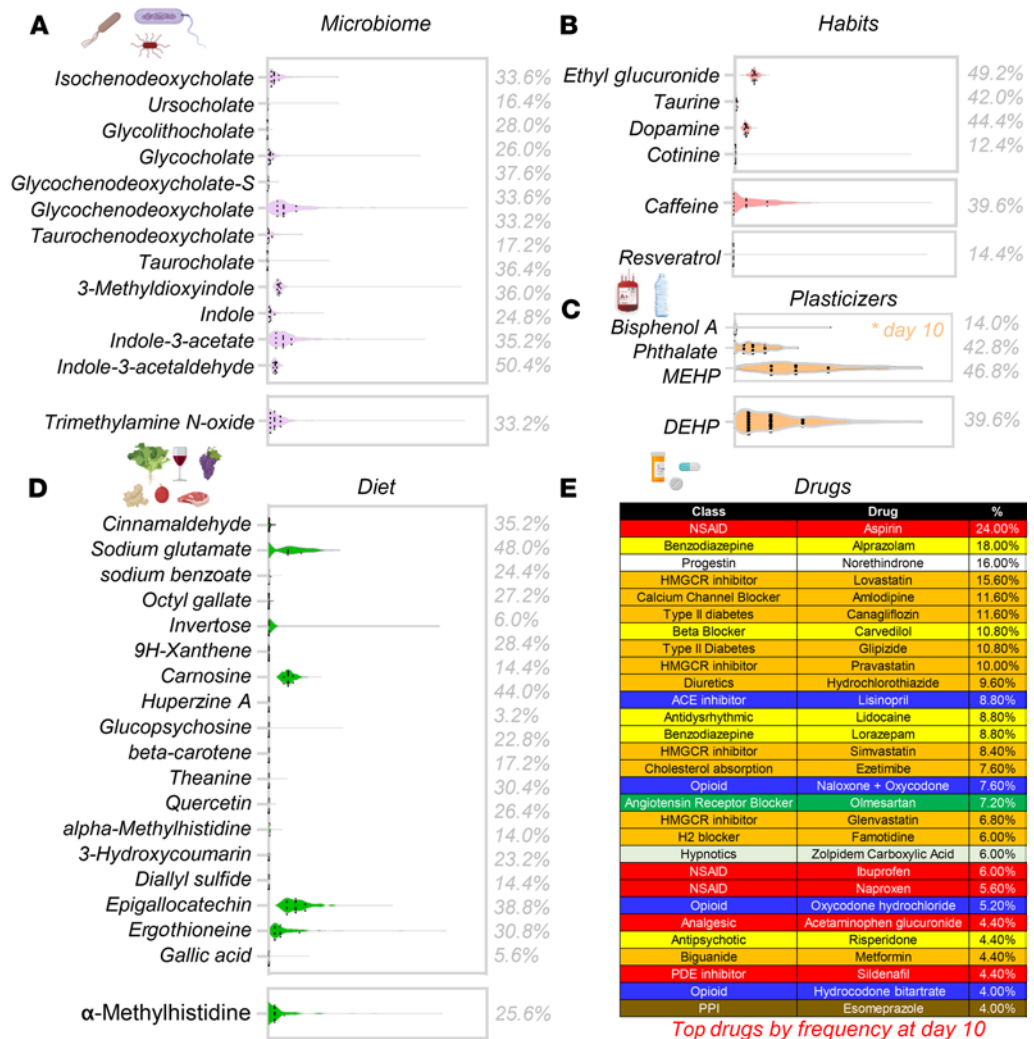 A
Microbiome
Isochenodeoxycholate
Ursocholate
Glycolithocholate
Glycocholate
Glycochenodeoxycholate-S
Glycochenodeoxycholate
Taurochenodeoxycholate
Taurocholate
3-Methyldioxyindole
Indole
Indole-3-acetate
Indole-3-acetaldehyde
33.6%
16.4%
28.0%
26.0%
37.6%
33.6%
33.2%
17.2%
36.4%
36.0%
24.8%
35.2%
50.4%
Trimethylamine N-oxide
33.2%
B
Habits
Ethyl glucuronide
Taurine
Dopamine
Cotinine
49.2%
42.0%
44.4%
12.4%
Caffeine
39.6%
Resveratrol
14.4%
C
Plasticizers
* day 10
Bisphenol A
Phthalate
MEHP
14.0%
42.8%
46.8%
DEHP
39.6%
D
Diet
Cinnamaldehyde
Sodium glutamate
sodium benzoate
Octyl gallate
Invertose
9H-Xanthene
Carnosine
Huperzine A
Glucopsychosine
beta-carotene
Theanine
Quercetin
alpha-Methylhistidine
3-Hydroxycoumarin
Diallyl sulfide
Epigallocatechin
Ergothioneine
Gallic acid
35.2%
48.0%
24.4%
27.2%
6.0%
28.4%
14.4%
44.0%
3.2%
22.8%
17.2%
30.4%
26.4%
14.0%
23.2%
14.4%
38.8%
30.8%
5.6%
α-Methylhistidine
25.6%
E
Drugs
Class Drug %
NSAID Aspirin 24.00%
Benzodiazepine Alprazolam 18.00%
Progestin Norethindrone 16.00%
HMGCR inhibitor Lovastatin 15.60%
Calcium Channel Blocker Amlodipine 11.60%
Type II diabetes Canagliflozin 11.60%
Beta Blocker Carvedilol 10.80%
Type II Diabetes Glipizide 10.80%
HMGCR inhibitor Pravastatin 10.00%
Diuretics Hydrochlorothiazide 9.60%
ACE inhibitor Lisinopril 8.80%
Antidysrhythmic Lidocaine 8.80%
Benzodiazepine Lorazepam 8.80%
HMGCR inhibitor Simvastatin 8.40%
Cholesterol absorption Ezetimibe 7.60%
Opioid Naloxone + Oxycodone 7.60%
Angiotensin Receptor Blocker Olmesartan 7.20%
HMGCR inhibitor Glenvastatin 6.80%
H2 blocker Famotidine 6.00%
Hypnotics Zolpidem Carboxylic Acid 6.00%
NSAID Ibuprofen 6.00%
NSAID Naproxen 5.60%
Opioid Oxycodone hydrochloride 5.20%
Analgesic Acetaminophen glucuronide 4.40%
Antipsychotic Risperidone 4.40%
Biguanide Metformin 4.40%
PDE inhibitor Sildenafil 4.40%
Opioid Hydrocodone bitartrate 4.00%
PPI Esomeprazole 4.00%
Top drugs by frequency at day 10